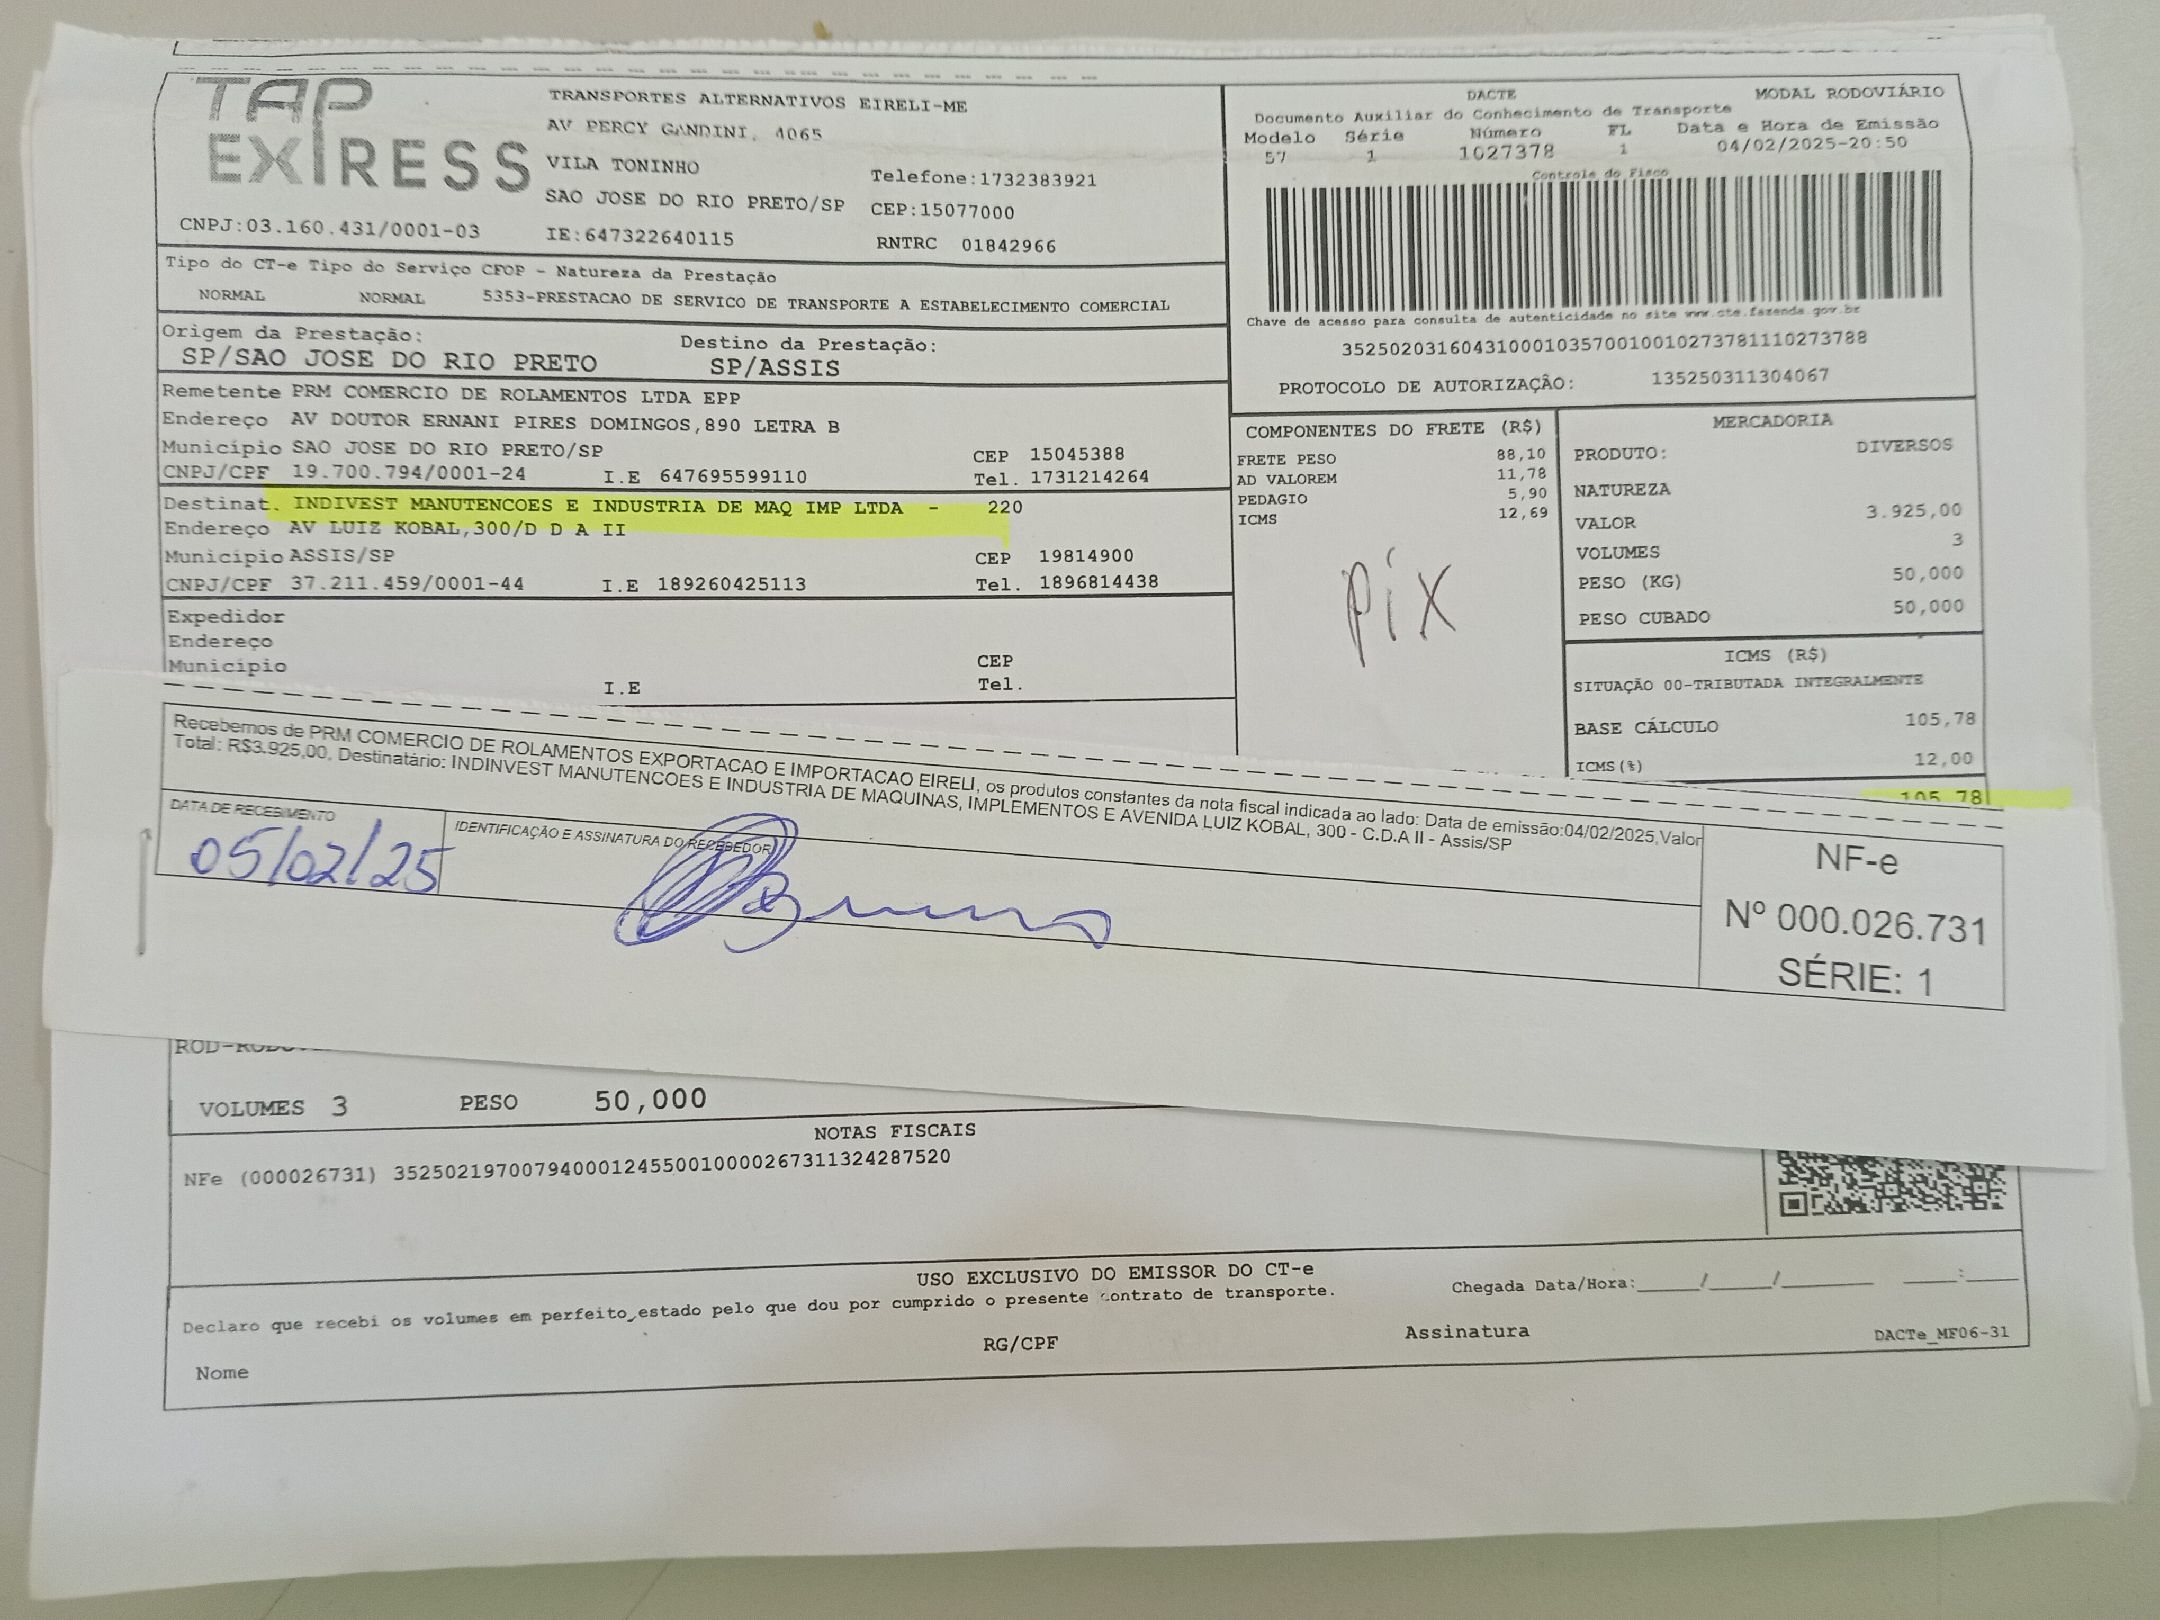 TAP EXPRESS
TRANSPORTES ALTERNATIVOS EIRELI-ME
AV PERCY GANDINI, 4065
VILA TONINHO
Telefone:1732383921
SAO JOSE DO RIO PRETO/SP CEP:15077000
CNPJ:03.160.431/0001-03 IE:647322640115 RNTRC 01842966
DACTE MODAL RODOVIÁRIO
Documento Auxiliar do Conhecimento de Transporte
Modelo Série Número FL Data e Hora de Emissão
57 1 1027378 1 04/02/2025-20:50
Controle do Fisco
Chave de acesso para consulta de autenticidade no site www.cte.fazenda.gov.br
35250203160431000103570010010273781110273788
PROTOCOLO DE AUTORIZAÇÃO: 135250311304067
Tipo do CT-e Tipo do Serviço CFOP - Natureza da Prestação
NORMAL NORMAL 5353-PRESTACAO DE SERVICO DE TRANSPORTE A ESTABELECIMENTO COMERCIAL
Origem da Prestação: Destino da Prestação:
SP/SAO JOSE DO RIO PRETO SP/ASSIS
Remetente PRM COMERCIO DE ROLAMENTOS LTDA EPP
Endereço AV DOUTOR ERNANI PIRES DOMINGOS,890 LETRA B
Município SAO JOSE DO RIO PRETO/SP CEP 15045388
CNPJ/CPF 19.700.794/0001-24 I.E 647695599110 Tel. 1731214264
Destinat. INDIVEST MANUTENCOES E INDUSTRIA DE MAQ IMP LTDA - 220
Endereço AV LUIZ KOBAL,300/D D A II
Município ASSIS/SP CEP 19814900
CNPJ/CPF 37.211.459/0001-44 I.E 189260425113 Tel. 1896814438
Expedidor
Endereço
Município CEP
I.E Tel.
COMPONENTES DO FRETE (R$)
FRETE PESO 88,10
AD VALOREM 11,78
PEDAGIO 5,90
ICMS 12,69
Pix
MERCADORIA
PRODUTO: DIVERSOS
NATUREZA
VALOR 3.925,00
VOLUMES 3
PESO (KG) 50,000
PESO CUBADO 50,000
ICMS (R$)
SITUAÇÃO 00-TRIBUTADA INTEGRALMENTE
BASE CÁLCULO 105,78
ICMS(%) 12,00
105,78
Recebemos de PRM COMERCIO DE ROLAMENTOS EXPORTACAO E IMPORTACAO EIRELI, os produtos constantes da nota fiscal indicada ao lado: Data de emissão:04/02/2025,Valor
Total: R$3.925,00, Destinatário: INDINVEST MANUTENCOES E INDUSTRIA DE MAQUINAS, IMPLEMENTOS E AVENIDA LUIZ KOBAL, 300 - C.D.A II - Assis/SP
DATA DE RECEBIMENTO IDENTIFICAÇÃO E ASSINATURA DO RECEBEDOR
05/02/25
NF-e
Nº 000.026.731
SÉRIE: 1
VOLUMES 3 PESO 50,000
NOTAS FISCAIS
NFe (000026731) 35250219700794000124550010000267311324287520
USO EXCLUSIVO DO EMISSOR DO CT-e
Declaro que recebi os volumes em perfeito estado pelo que dou por cumprido o presente contrato de transporte.
Chegada Data/Hora:____/____/______ ____:____
Nome RG/CPF Assinatura DACTe_MF06-31